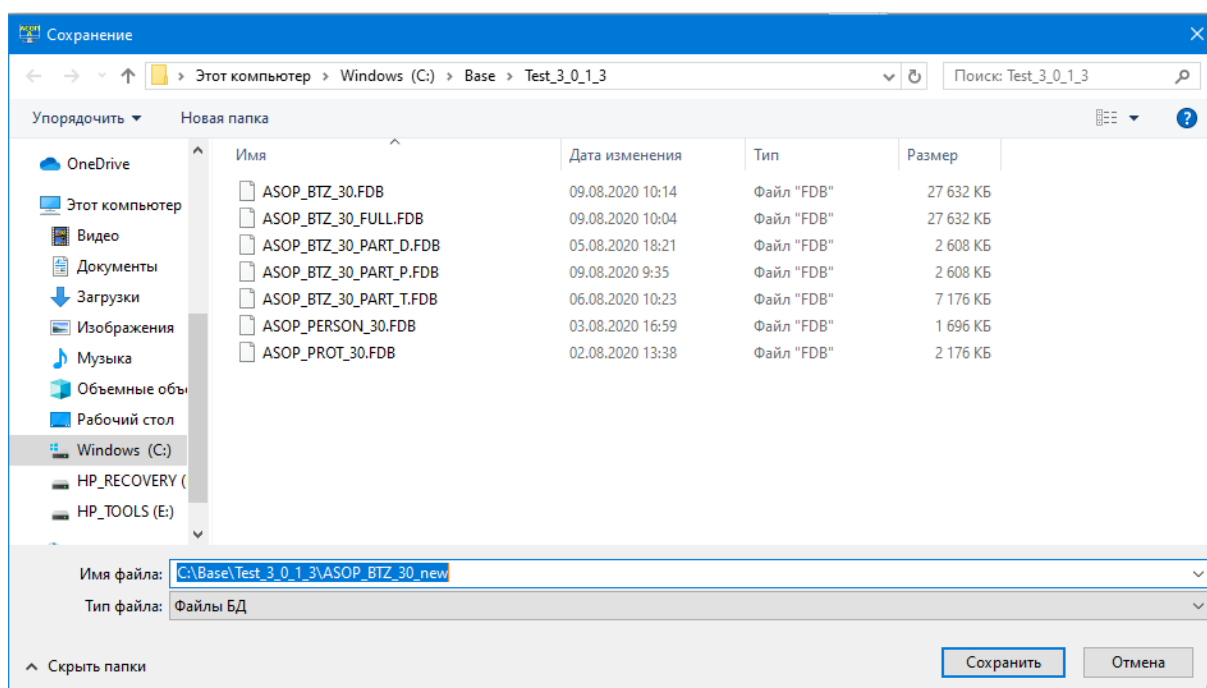 Сохранение
Этот компьютер › Windows (C:) › Base › Test_3_0_1_3
Поиск: Test_3_0_1_3
Упорядочить Новая папка
Имя Дата изменения Тип Размер
OneDrive
Этот компьютер
Видео
Документы
Загрузки
Изображения
Музыка
Объемные объ
Рабочий стол
Windows (C:)
HP_RECOVERY (
HP_TOOLS (E:)
ASOP_BTZ_30.FDB 09.08.2020 10:14 Файл "FDB" 27 632 КБ
ASOP_BTZ_30_FULL.FDB 09.08.2020 10:04 Файл "FDB" 27 632 КБ
ASOP_BTZ_30_PART_D.FDB 05.08.2020 18:21 Файл "FDB" 2 608 КБ
ASOP_BTZ_30_PART_P.FDB 09.08.2020 9:35 Файл "FDB" 2 608 КБ
ASOP_BTZ_30_PART_T.FDB 06.08.2020 10:23 Файл "FDB" 7 176 КБ
ASOP_PERSON_30.FDB 03.08.2020 16:59 Файл "FDB" 1 696 КБ
ASOP_PROT_30.FDB 02.08.2020 13:38 Файл "FDB" 2 176 КБ
Имя файла: C:\Base\Test_3_0_1_3\ASOP_BTZ_30_new
Тип файла: Файлы БД
Скрыть папки
Сохранить Отмена